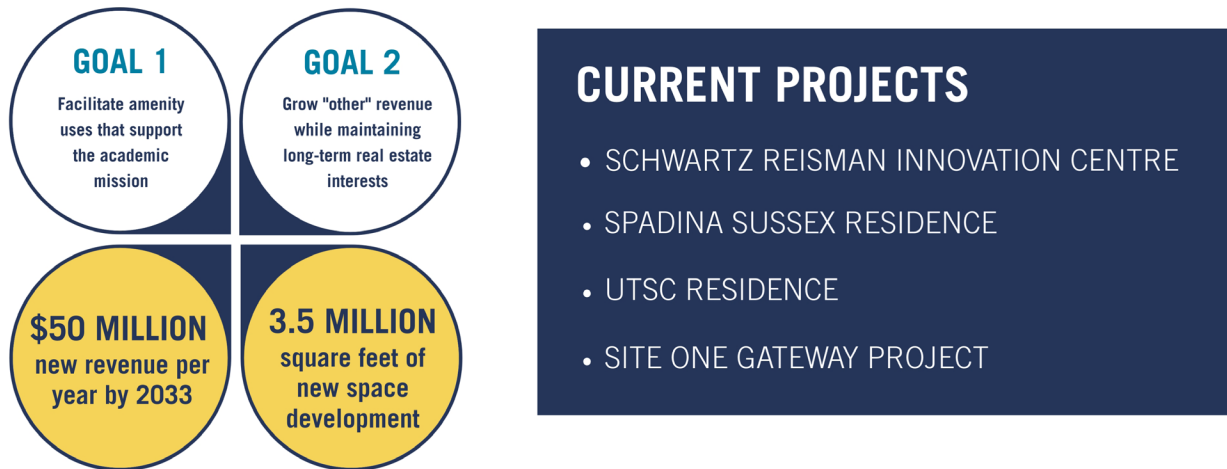 GOAL 1
Facilitate amenity
uses that support
the academic
mission
GOAL 2
Grow "other" revenue
while maintaining
long-term real estate
interests
$50 MILLION
new revenue per
year by 2033
3.5 MILLION
square feet of
new space
development
CURRENT PROJECTS
• SCHWARTZ REISMAN INNOVATION CENTRE
• SPADINA SUSSEX RESIDENCE
• UTSC RESIDENCE
• SITE ONE GATEWAY PROJECT